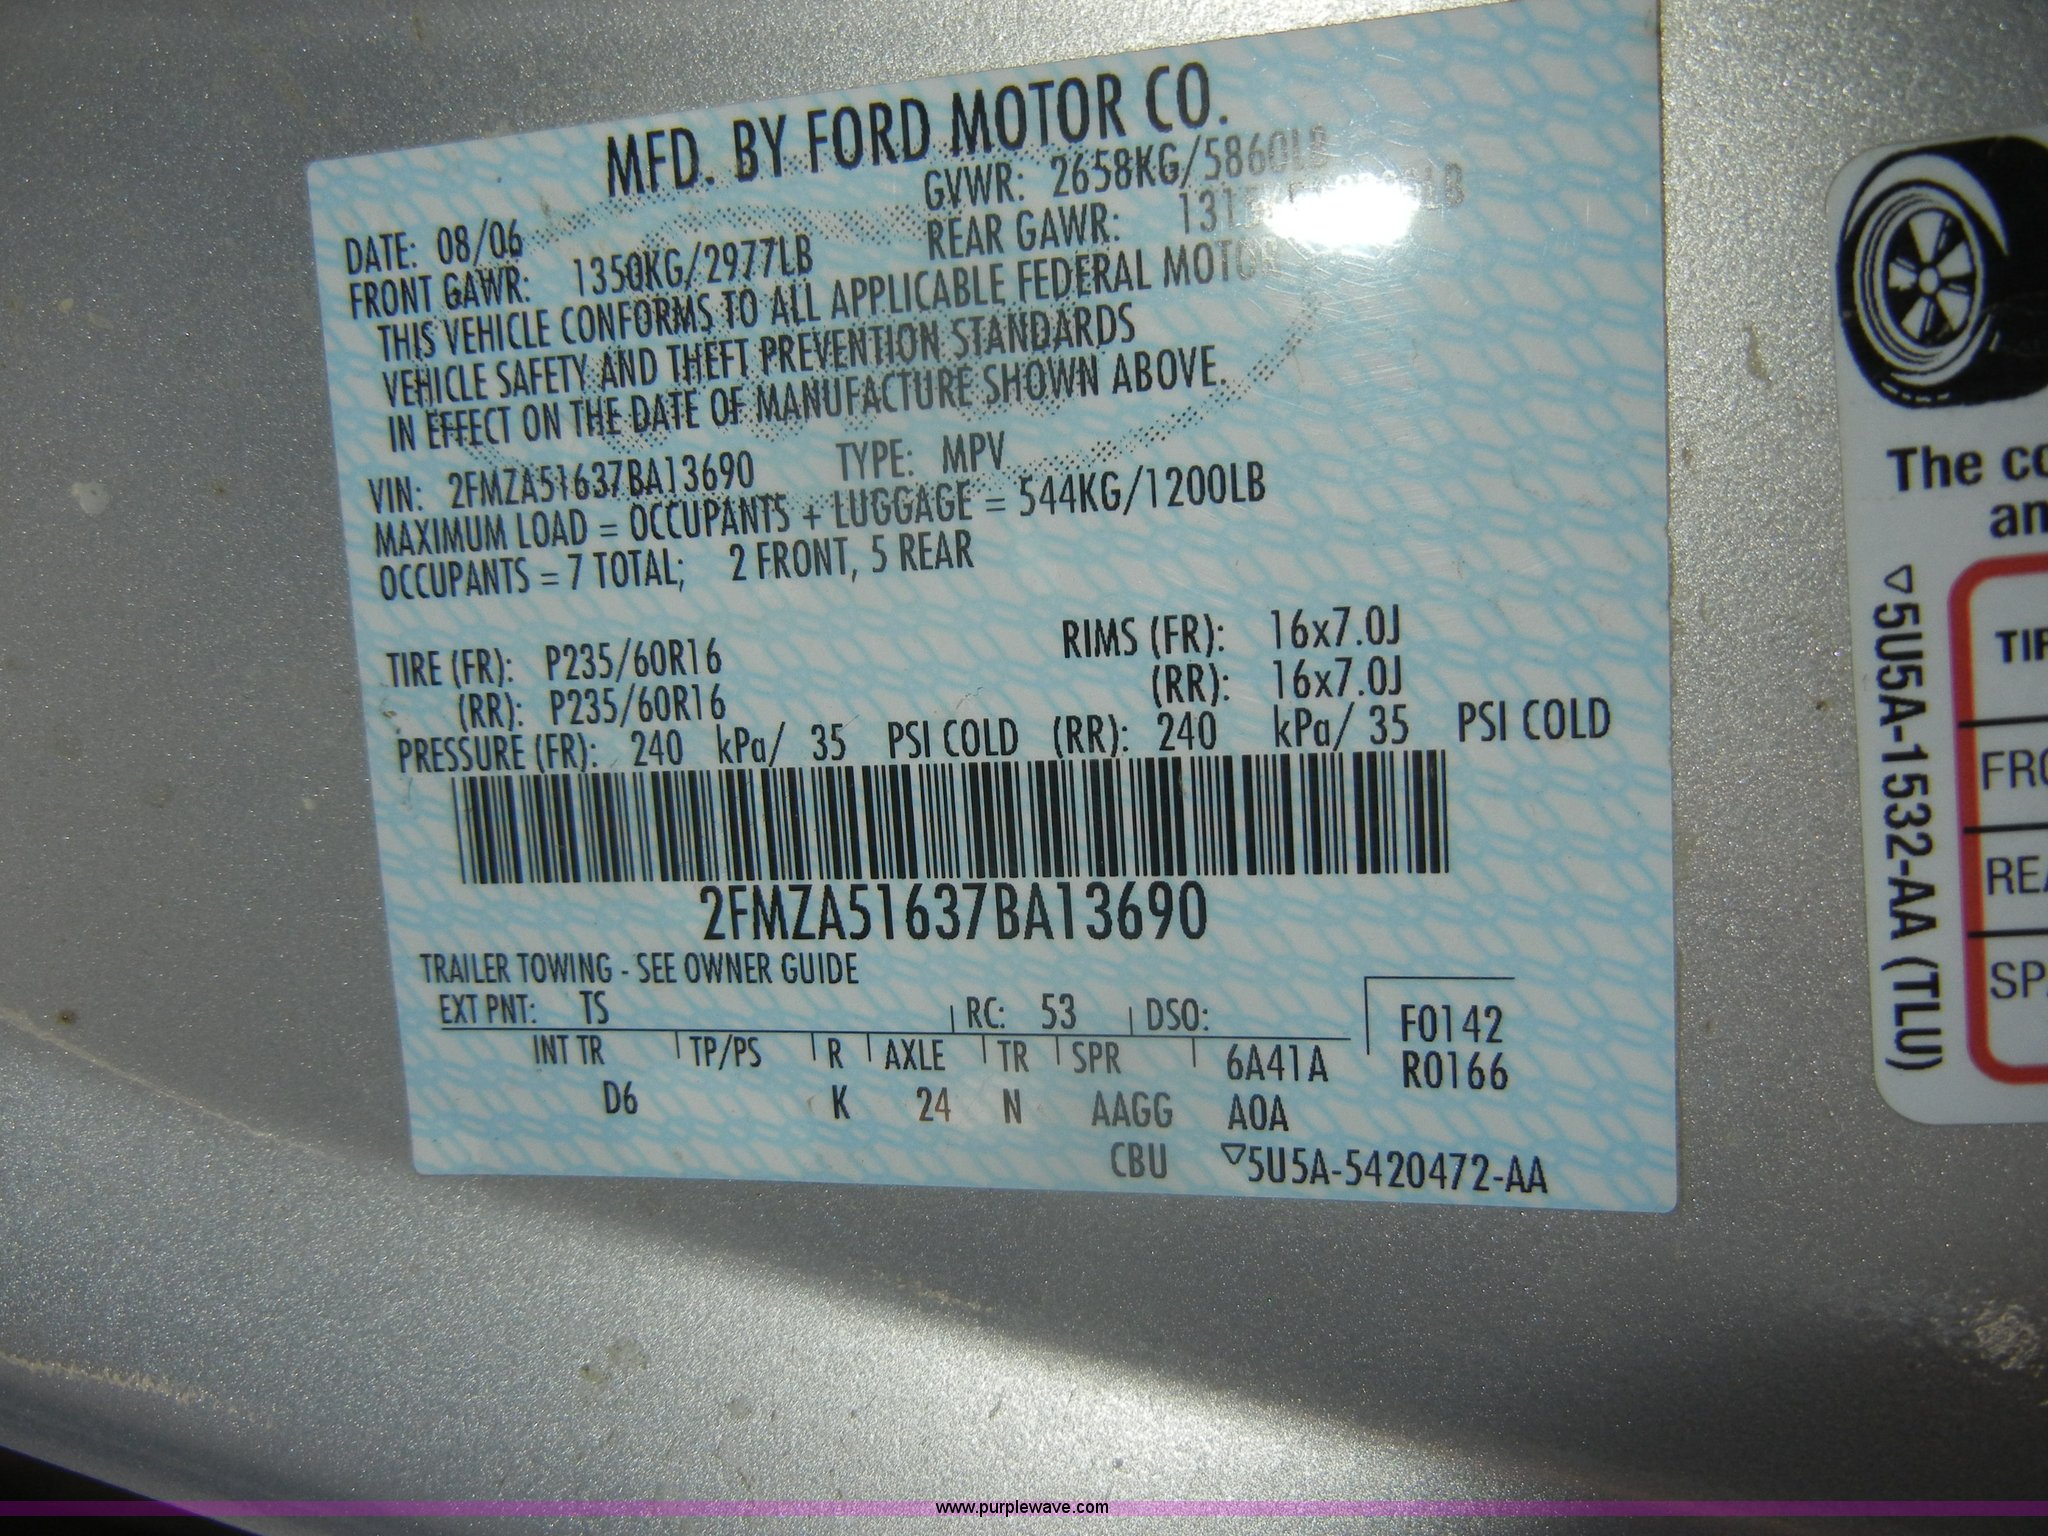 MFD. BY FORD MOTOR CO.
DATE: 08/06 GVWR: 2658KG/5860LB
FRONT GAWR: 1350KG/2977LB REAR GAWR:
THIS VEHICLE CONFORMS TO ALL APPLICABLE FEDERAL MOTOR
VEHICLE SAFETY AND THEFT PREVENTION STANDARDS
IN EFFECT ON THE DATE OF MANUFACTURE SHOWN ABOVE.
VIN: 2FMZA51637BA13690 TYPE: MPV
MAXIMUM LOAD = OCCUPANTS + LUGGAGE = 544KG/1200LB
OCCUPANTS = 7 TOTAL; 2 FRONT, 5 REAR
TIRE (FR): P235/60R16 RIMS (FR): 16x7.0J
(RR): P235/60R16 (RR): 16x7.0J
PRESSURE (FR): 240 kPa/ 35 PSI COLD (RR): 240 kPa/ 35 PSI COLD
2FMZA51637BA13690
TRAILER TOWING - SEE OWNER GUIDE
EXT PNT: TS RC: 53 DSO: F0142
INT TR TP/PS R AXLE TR SPR 6A41A R0166
D6 K 24 N AAGG A0A
CBU ▽5U5A-5420472-AA
The co
an
▽5U5A-1532-AA (TLU)
TIR
FRO
REA
SPA
www.purplewave.com